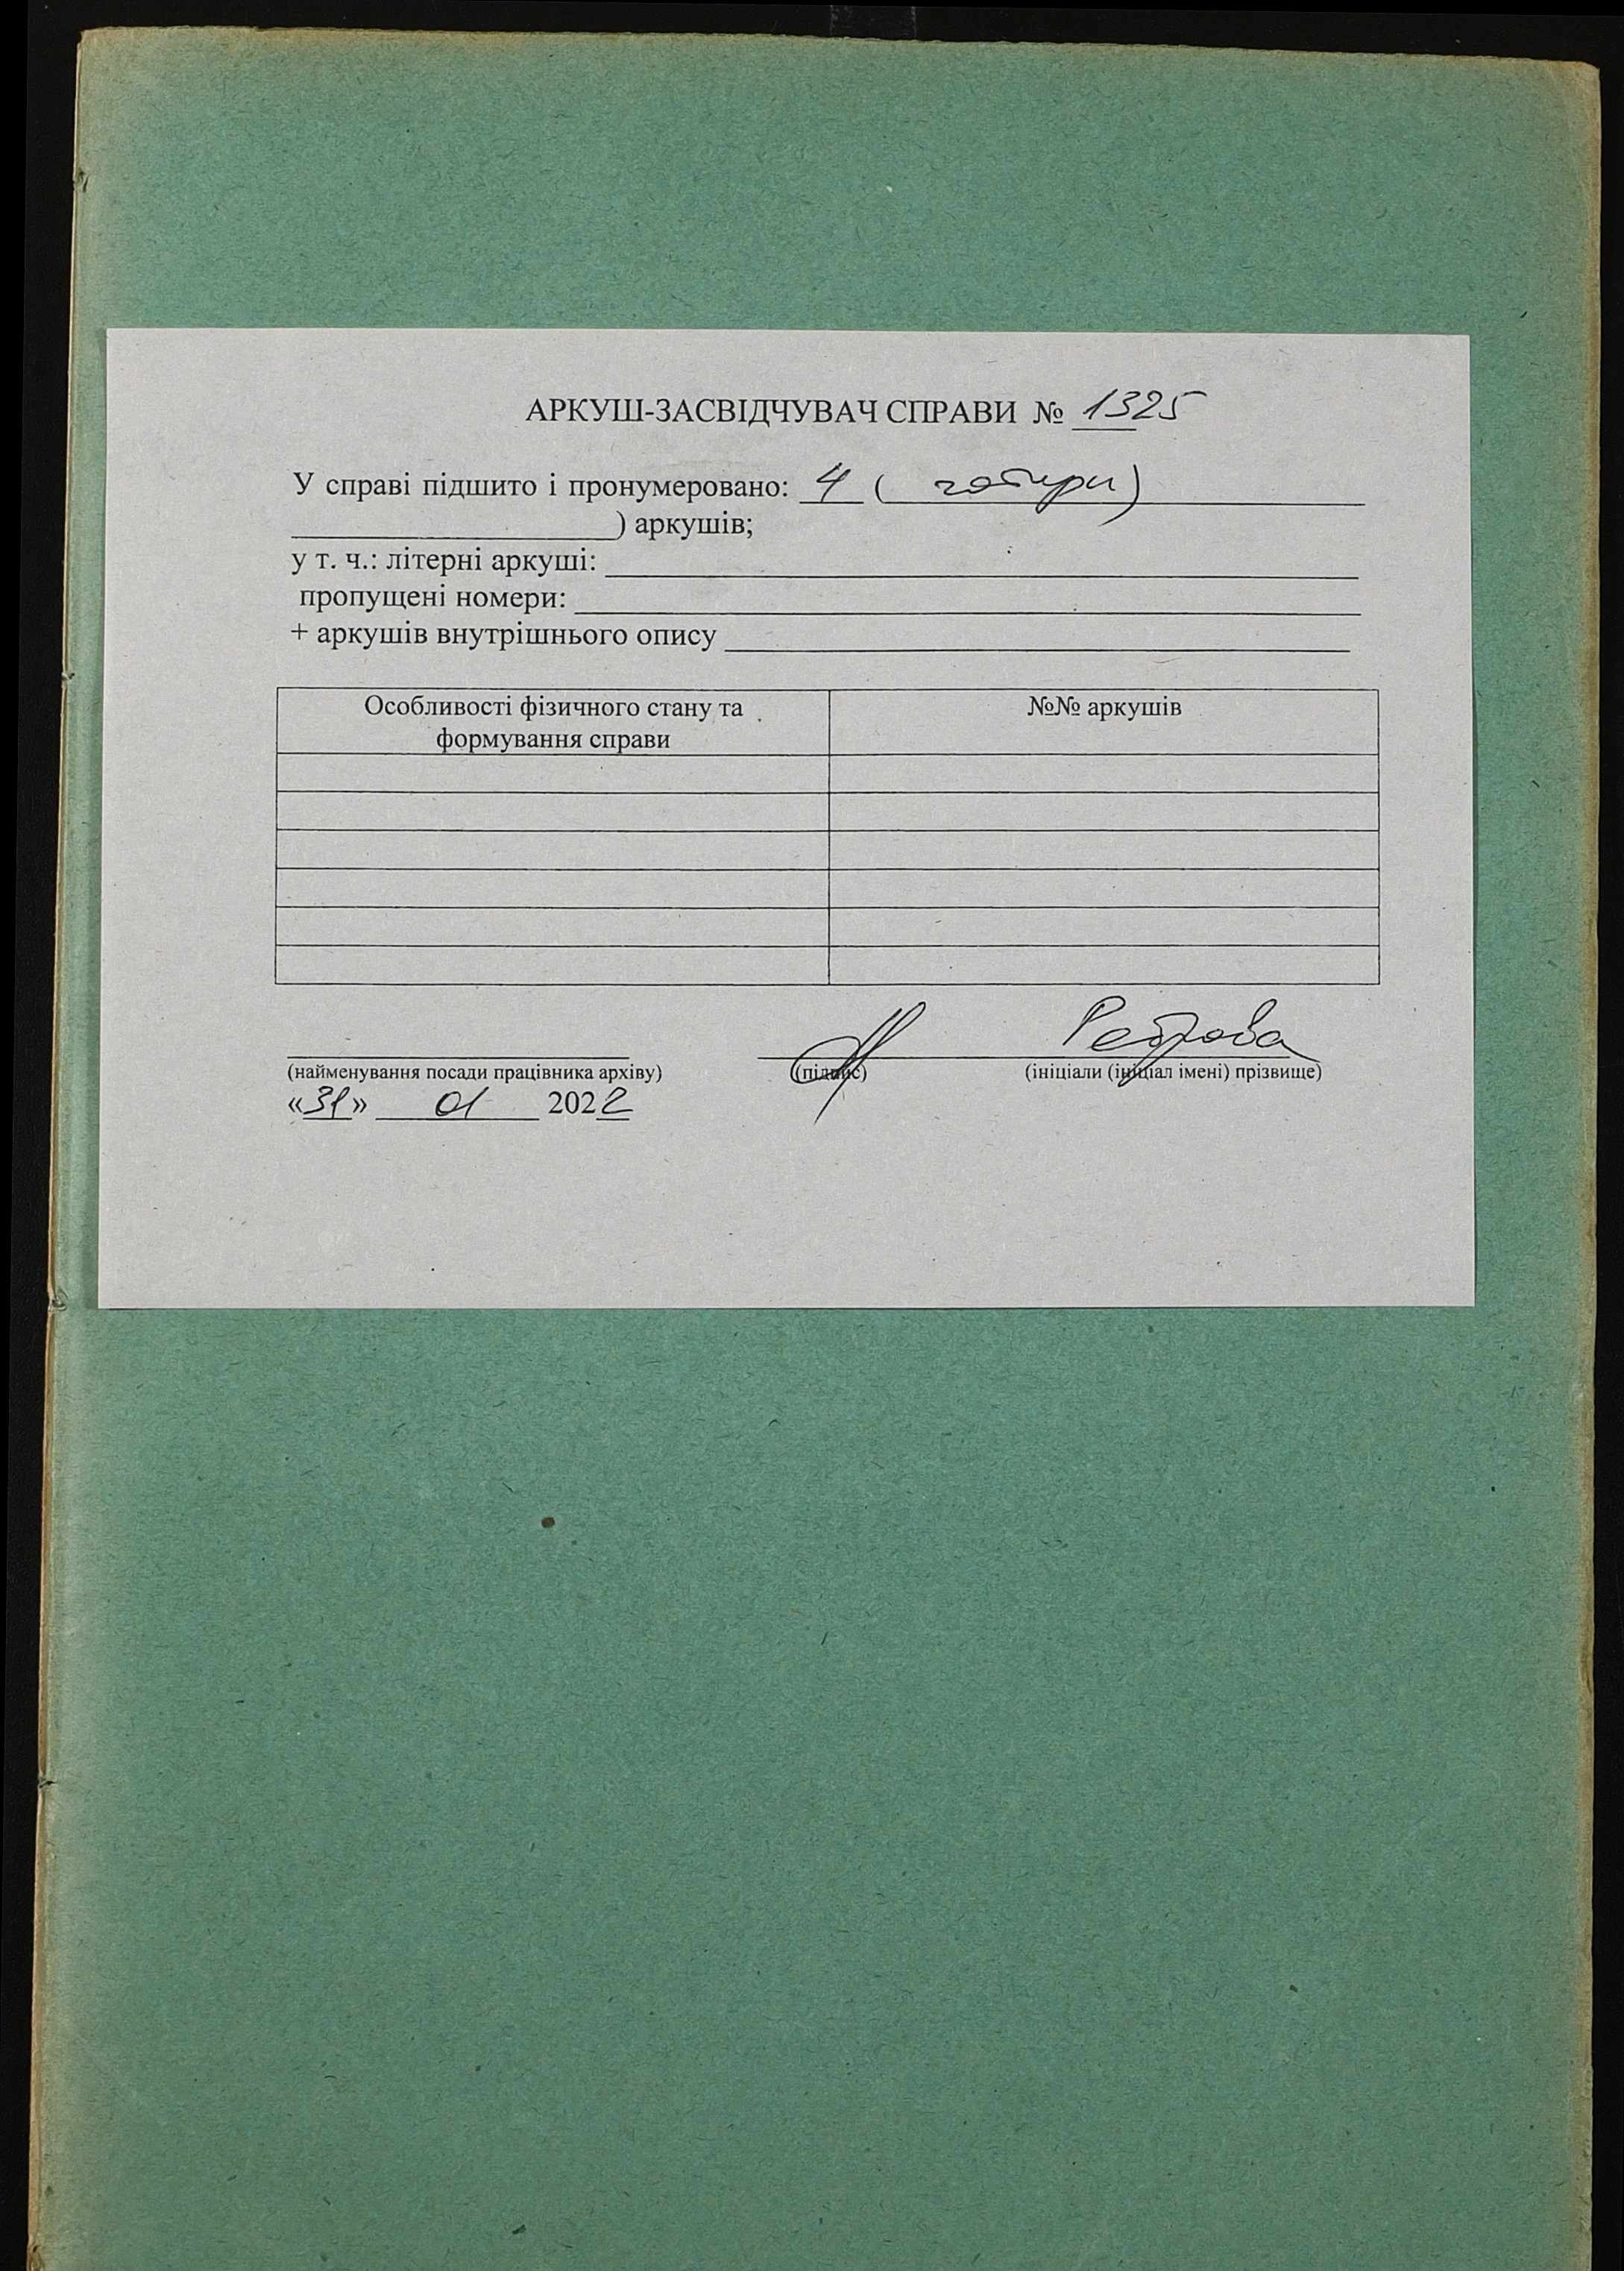 АРКУШ-ЗАСВІДЧУВАЧ СПРАВИ № 1325
У справі підшито і пронумеровано: 4 ( чотири)
) аркушів;
у т. ч.: літерні аркуші:
пропущені номери:
+ аркушів внутрішнього опису
Особливості фізичного стану та формування справи №№ аркушів
Петрова
(найменування посади працівника архіву) (підпис) (ініціали (ініціал імені) прізвище)
«31» 01 2022